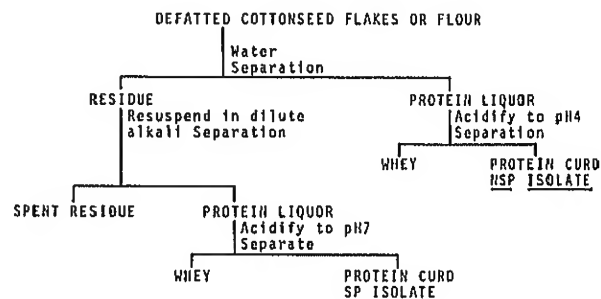 DEFATTED COTTONSEED FLAKES OR FLOUR
Water
Separation
RESIDUE
Resuspend in dilute
alkali Separation
PROTEIN LIQUOR
Acidify to pH4
Separation
WHEY
PROTEIN CURD
NSP ISOLATE
SPENT RESIDUE
PROTEIN LIQUOR
Acidify to pH7
Separate
WHEY
PROTEIN CURD
SP ISOLATE